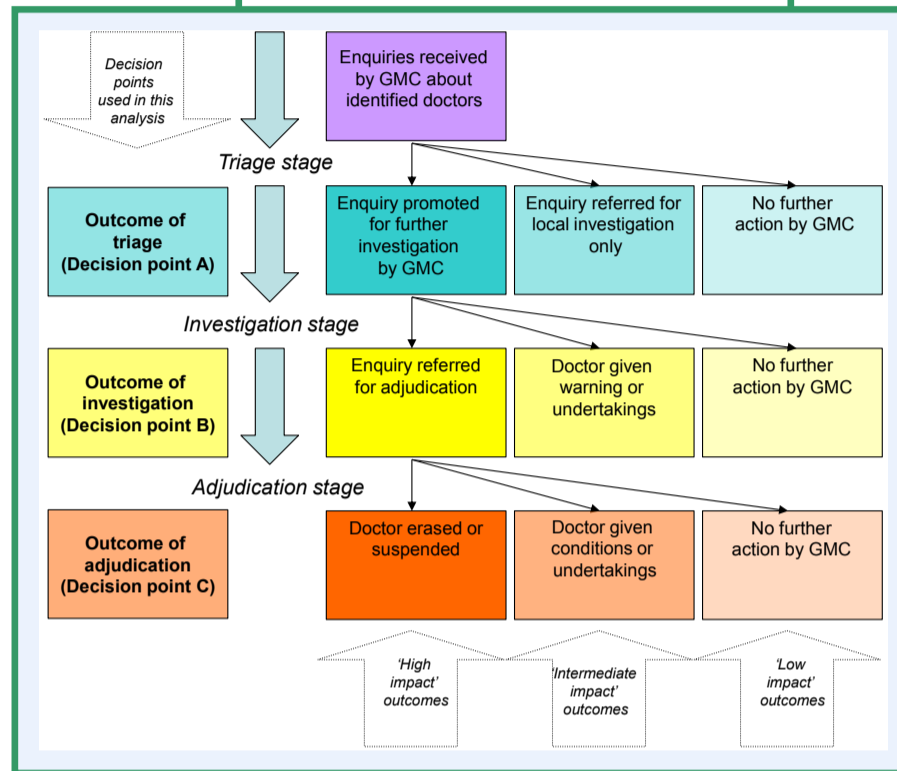 Decision
points
used in this
analysis
Enquiries received
by GMC about
identified doctors
Triage stage
Outcome of
triage
(Decision point A)
Enquiry promoted
for further
investigation
by GMC
Enquiry referred for
local investigation
only
No further
action by GMC
Investigation stage
Outcome of
investigation
(Decision point B)
Enquiry referred
for adjudication
Doctor given
warning or
undertakings
No further
action by GMC
Adjudication stage
Outcome of
adjudication
(Decision point C)
Doctor erased or
suspended
Doctor given
conditions or
undertakings
No further
action by GMC
‘High
impact’
outcomes
‘Intermediate
impact’
outcomes
‘Low
impact’
outcomes